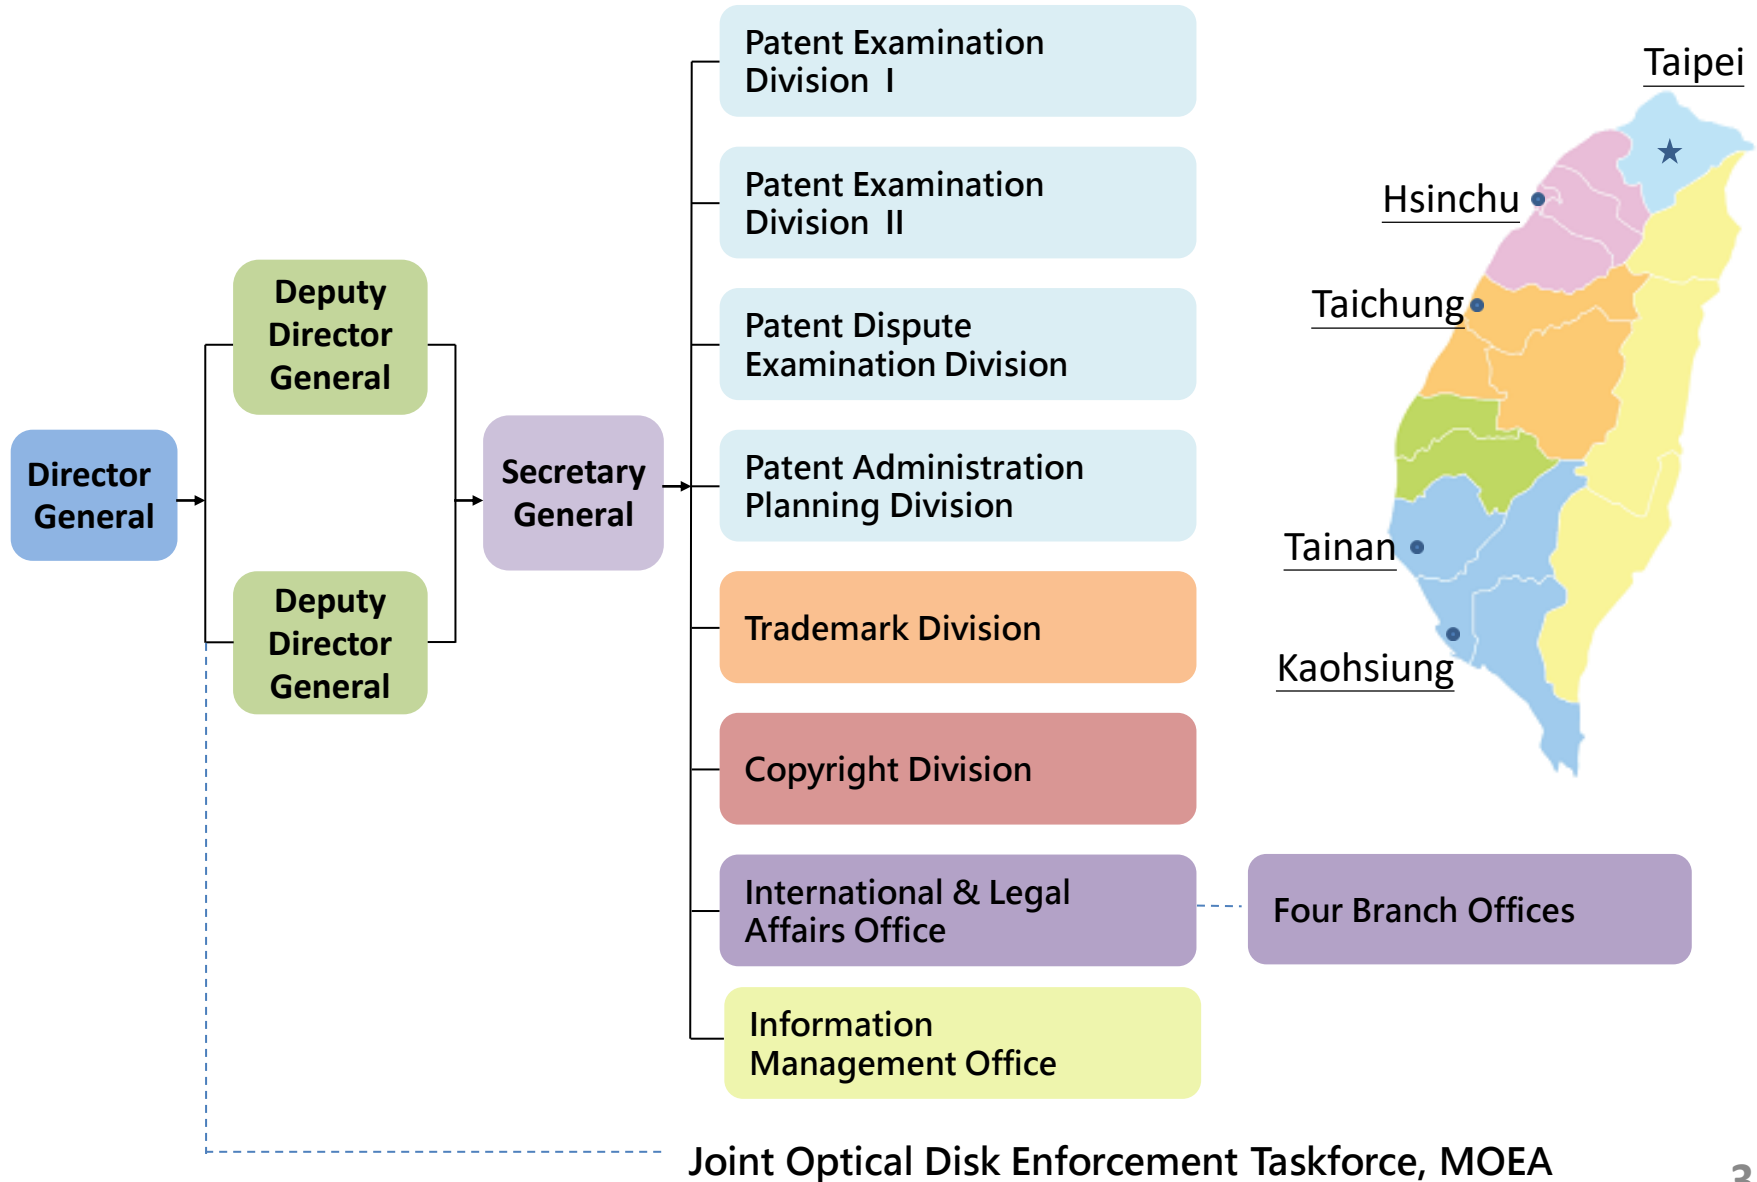 Director
General
Deputy
Director
General
Deputy
Director
General
Secretary
General
Patent Examination
Division I
Patent Examination
Division II
Patent Dispute
Examination Division
Patent Administration
Planning Division
Trademark Division
Copyright Division
International & Legal
Affairs Office
Four Branch Offices
Information
Management Office
Joint Optical Disk Enforcement Taskforce, MOEA
Taipei
Hsinchu
Taichung
Tainan
Kaohsiung
3